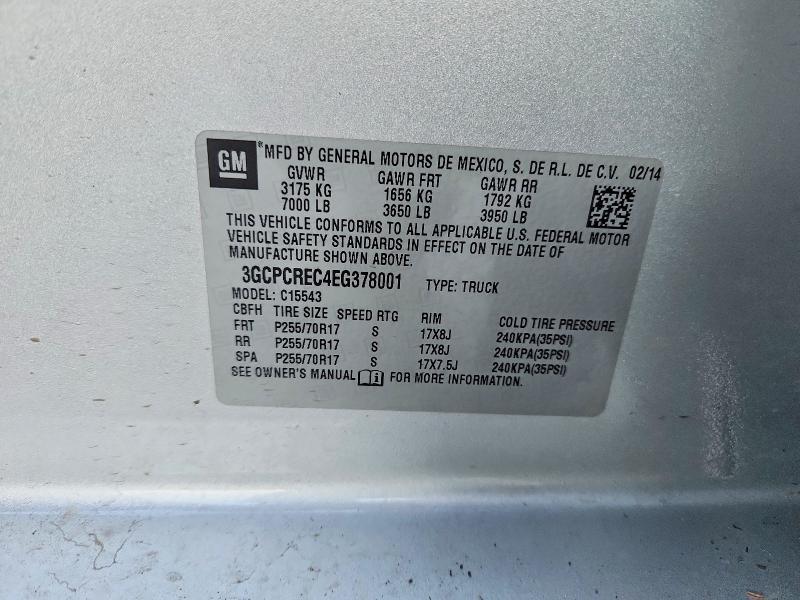 GM
*MFD BY GENERAL MOTORS DE MEXICO, S. DE R.L. DE C.V. 02/14
GVWR GAWR FRT GAWR RR
3175 KG 1656 KG 1792 KG
7000 LB 3650 LB 3950 LB
THIS VEHICLE CONFORMS TO ALL APPLICABLE U.S. FEDERAL MOTOR
VEHICLE SAFETY STANDARDS IN EFFECT ON THE DATE OF
MANUFACTURE SHOWN ABOVE.
3GCPCREC4EG378001 TYPE: TRUCK
MODEL: C15543
CBFH TIRE SIZE SPEED RTG RIM COLD TIRE PRESSURE
FRT P255/70R17 S 17X8J 240KPA(35PSI)
RR P255/70R17 S 17X8J 240KPA(35PSI)
SPA P255/70R17 S 17X7.5J 240KPA(35PSI)
SEE OWNER'S MANUAL FOR MORE INFORMATION.